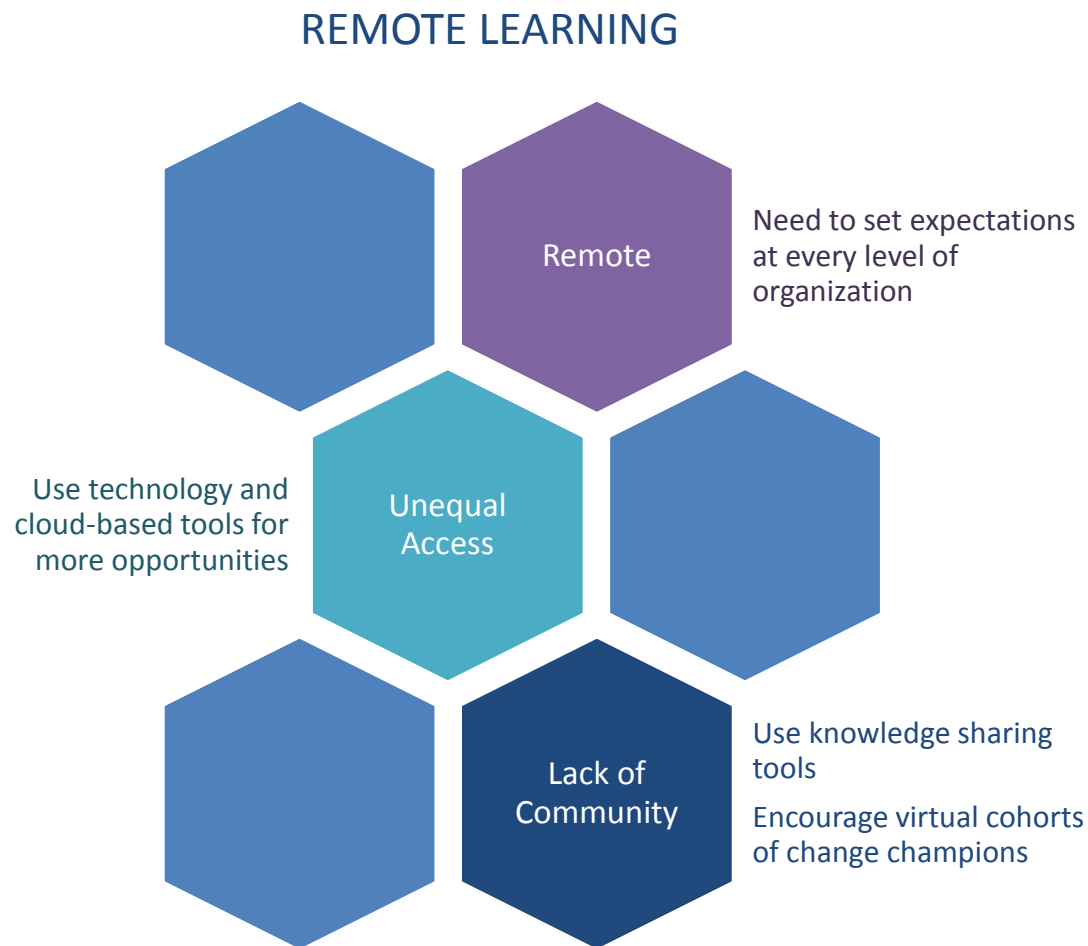 REMOTE LEARNING
Remote
Need to set expectations
at every level of
organization
Use technology and
cloud-based tools for
more opportunities
Unequal
Access
Lack of
Community
Use knowledge sharing
tools
Encourage virtual cohorts
of change champions